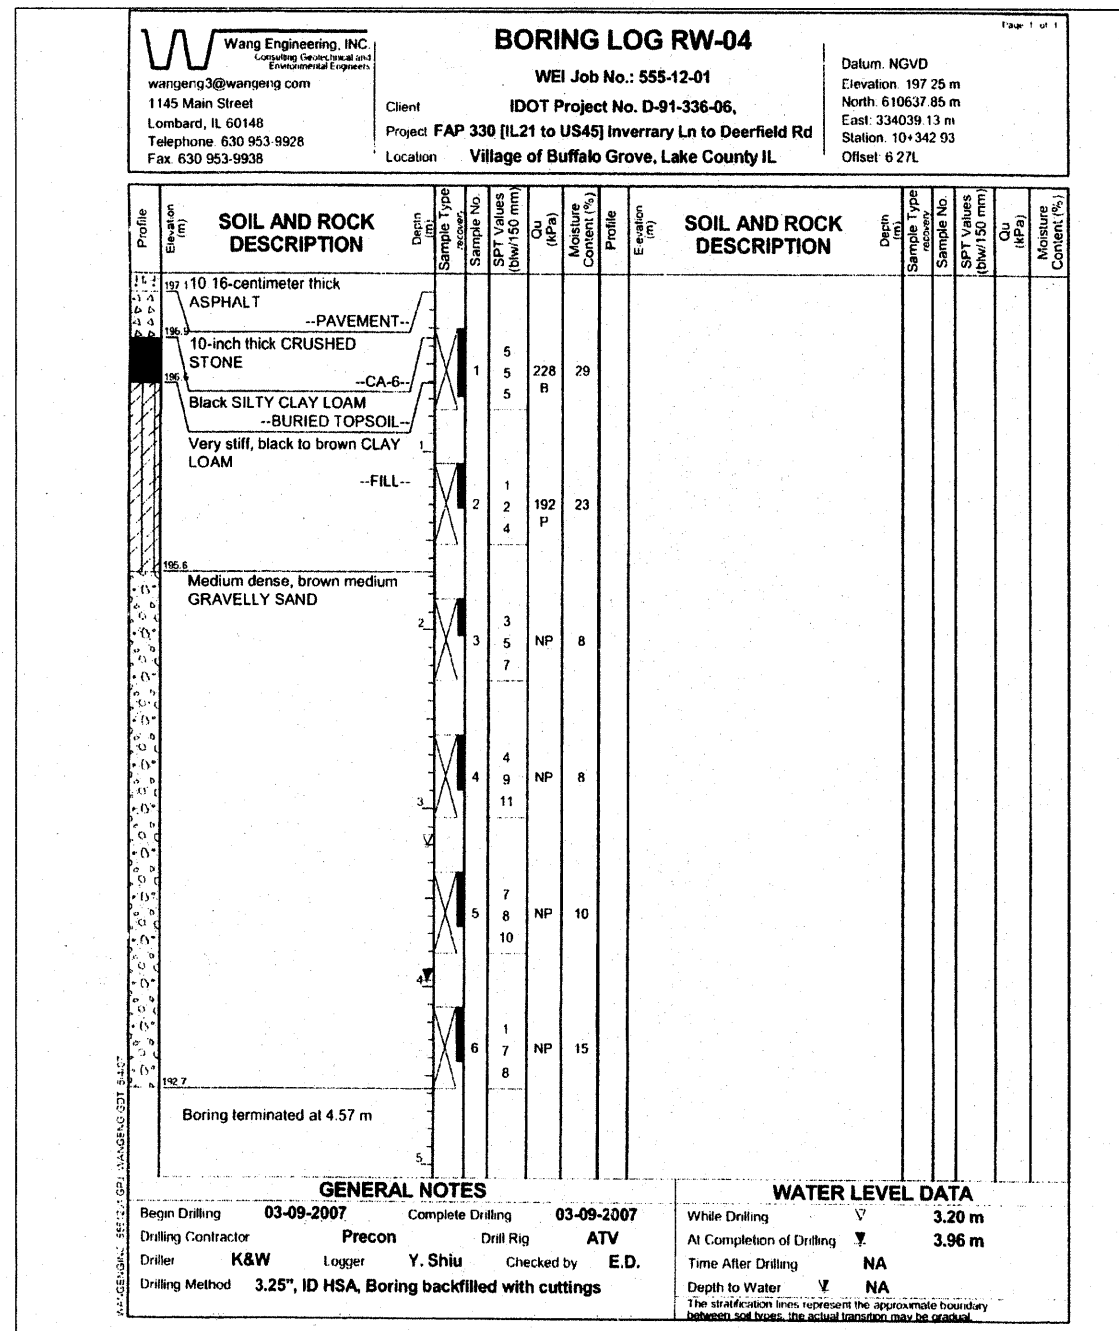 Page 1 of 1
Wang Engineering, INC.
Consulting Geotechnical and
Environmental Engineers
wangeng3@wangeng com
1145 Main Street
Lombard, IL 60148
Telephone 630 953-9928
Fax. 630 953-9938
BORING LOG RW-04
WEI Job No.: 555-12-01
Client IDOT Project No. D-91-336-06,
Project FAP 330 [IL21 to US45] Inverrary Ln to Deerfield Rd
Location Village of Buffalo Grove, Lake County IL
Datum. NGVD
Elevation 197 25 m
North. 610637.85 m
East: 334039.13 m
Station. 10+342 93
Offset: 6 27L
Profile
Elevation (m)
SOIL AND ROCK
DESCRIPTION
Depth (m)
Sample Type
recovery
Sample No.
SPT Values
(blw/150 mm)
Qu
(kPa)
Moisture
Content (%)
Profile
Elevation (m)
SOIL AND ROCK
DESCRIPTION
Depth (m)
Sample Type
recovery
Sample No.
SPT Values
(blw/150 mm)
Qu
(kPa)
Moisture
Content (%)
197 1 10 16-centimeter thick
ASPHALT
--PAVEMENT--
196.9
10-inch thick CRUSHED
STONE
--CA-6--
196.6
Black SILTY CLAY LOAM
--BURIED TOPSOIL--
Very stiff, black to brown CLAY
LOAM
--FILL--
1
5
1 5 228 29
5 B
1
2 2 192 23
4 P
195.6
Medium dense, brown medium
GRAVELLY SAND
2
3
3 5 NP 8
7
4
4 9 NP 8
11
3
7
5 8 NP 10
10
4
1
6 7 NP 15
8
192 7
Boring terminated at 4.57 m
5
GENERAL NOTES
Begin Drilling 03-09-2007 Complete Drilling 03-09-2007
Drilling Contractor Precon Drill Rig ATV
Driller K&W Logger Y. Shiu Checked by E.D.
Drilling Method 3.25", ID HSA, Boring backfilled with cuttings
WATER LEVEL DATA
While Drilling 3.20 m
At Completion of Drilling 3.96 m
Time After Drilling NA
Depth to Water NA
The stratification lines represent the approximate boundary
between soil types, the actual transition may be gradual.